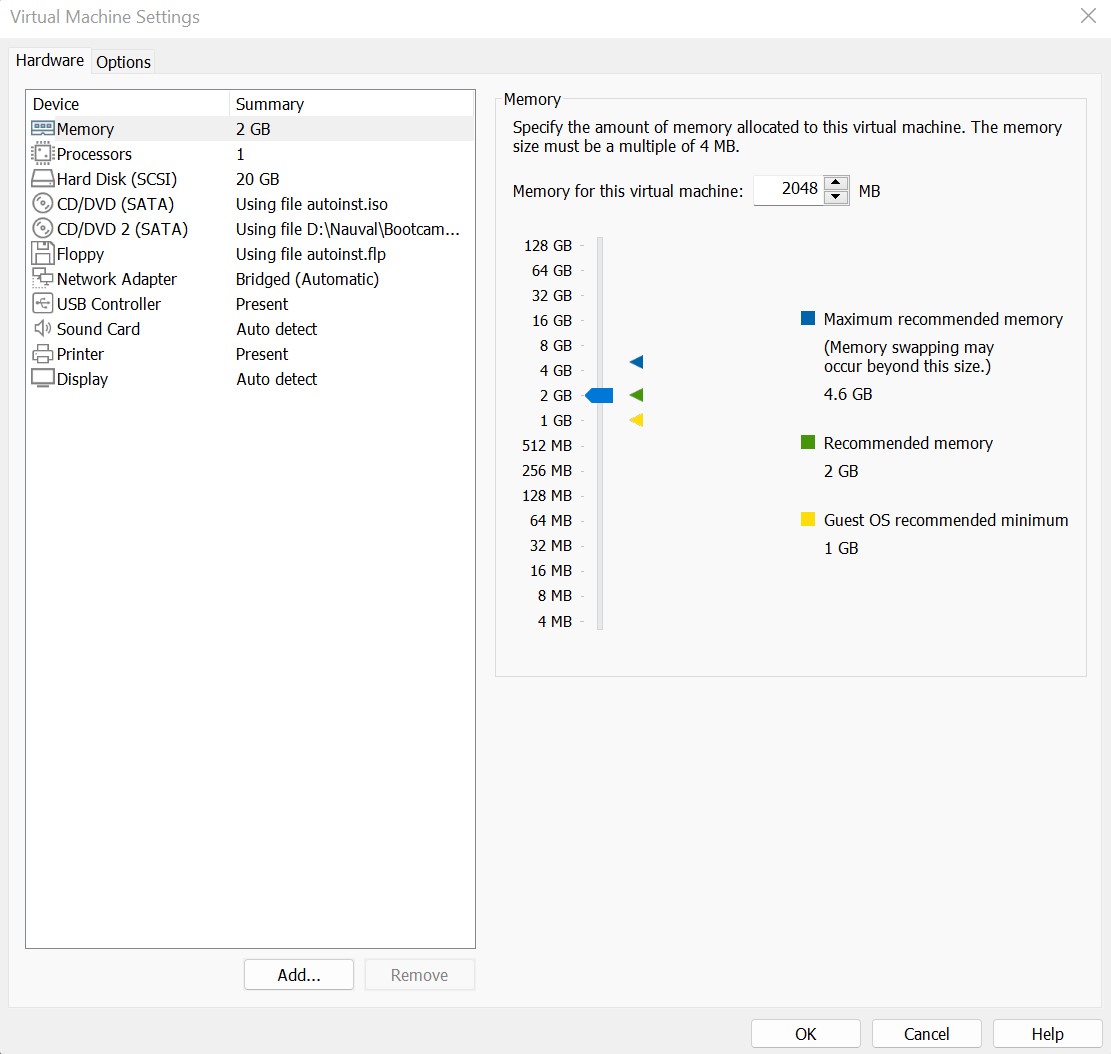 Virtual Machine Settings
Hardware Options
Device Summary
Memory 2 GB
Processors 1
Hard Disk (SCSI) 20 GB
CD/DVD (SATA) Using file autoinst.iso
CD/DVD 2 (SATA) Using file D:\Nauval\Bootcam...
Floppy Using file autoinst.flp
Network Adapter Bridged (Automatic)
USB Controller Present
Sound Card Auto detect
Printer Present
Display Auto detect
Add... Remove
Memory
Specify the amount of memory allocated to this virtual machine. The memory
size must be a multiple of 4 MB.
Memory for this virtual machine: 2048 MB
128 GB
64 GB
32 GB
16 GB
8 GB
4 GB
2 GB
1 GB
512 MB
256 MB
128 MB
64 MB
32 MB
16 MB
8 MB
4 MB
Maximum recommended memory
(Memory swapping may
occur beyond this size.)
4.6 GB
Recommended memory
2 GB
Guest OS recommended minimum
1 GB
OK Cancel Help